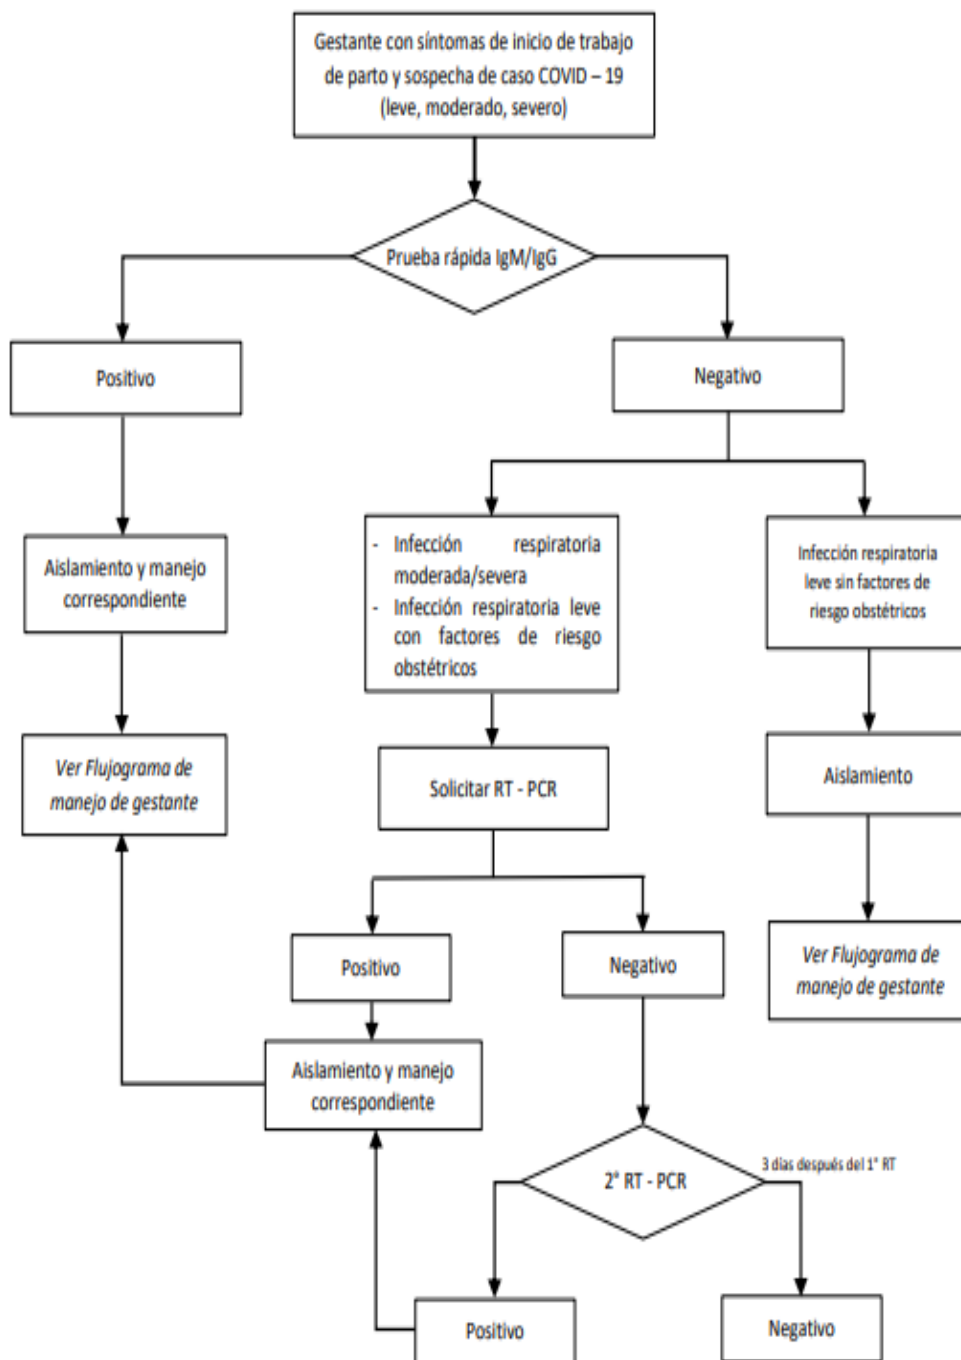 Gestante con síntomas de inicio de trabajo
de parto y sospecha de caso COVID – 19
(leve, moderado, severo)
Prueba rápida IgM/IgG
Positivo
Negativo
- Infección respiratoria
moderada/severa
- Infección respiratoria leve
con factores de riesgo
obstétricos
Infección respiratoria
leve sin factores de
riesgo obstétricos
Aislamiento y manejo
correspondiente
Ver Flujograma de
manejo de gestante
Solicitar RT - PCR
Aislamiento
Positivo
Negativo
Ver Flujograma de
manejo de gestante
Aislamiento y manejo
correspondiente
2° RT - PCR
3 días después del 1° RT
Positivo
Negativo